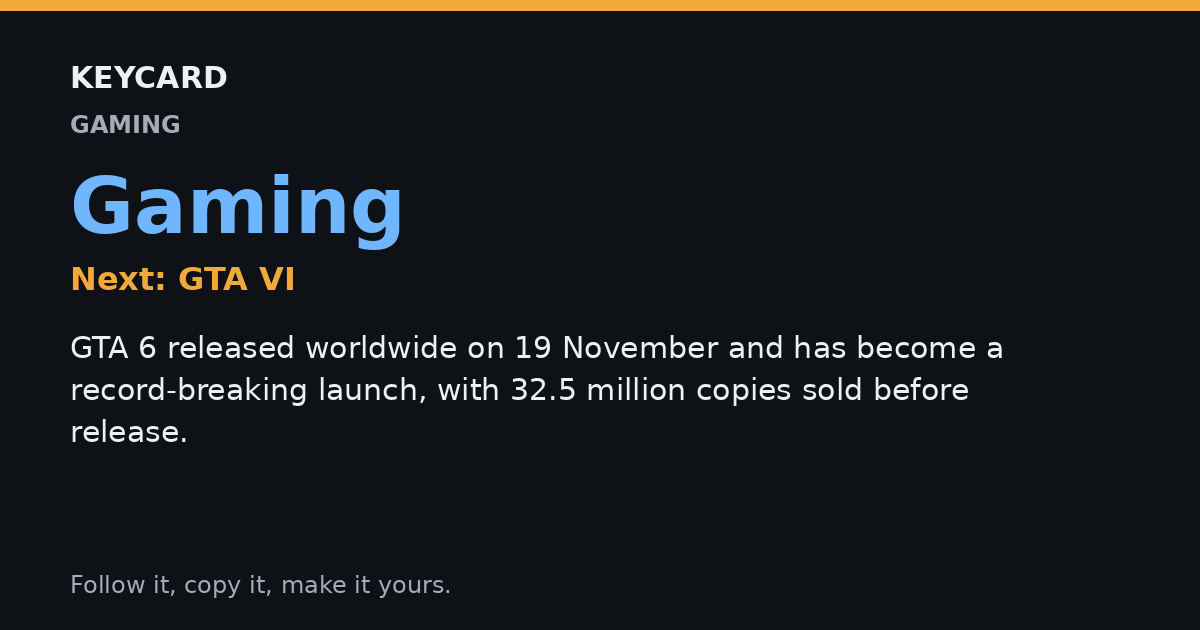 KEYCARD
GAMING
Gaming
Next: GTA VI
GTA 6 released worldwide on 19 November and has become a
record-breaking launch, with 32.5 million copies sold before
release.
Follow it, copy it, make it yours.